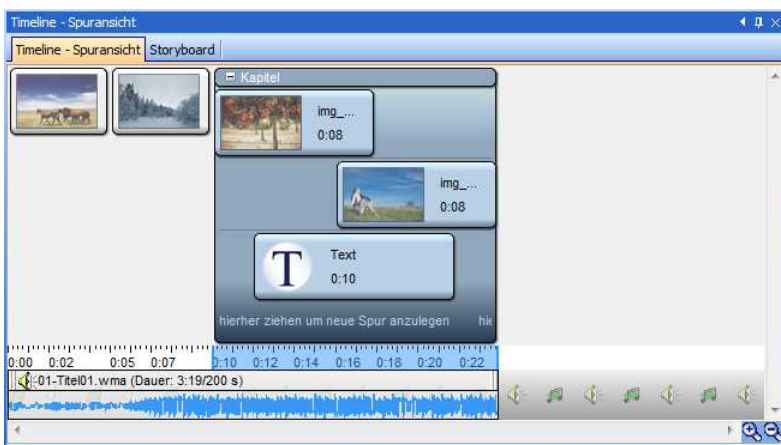 Timeline - Spuransicht
Timeline - Spuransicht Storyboard
Kapitel
img_...
0:08
img_...
0:08
T Text
0:10
hierher ziehen um neue Spur anzulegen hie
0:00 0:02 0:05 0:07 0:10 0:12 0:14 0:16 0:18 0:20 0:22
01-Titel01.wma (Dauer: 3:19/200 s)